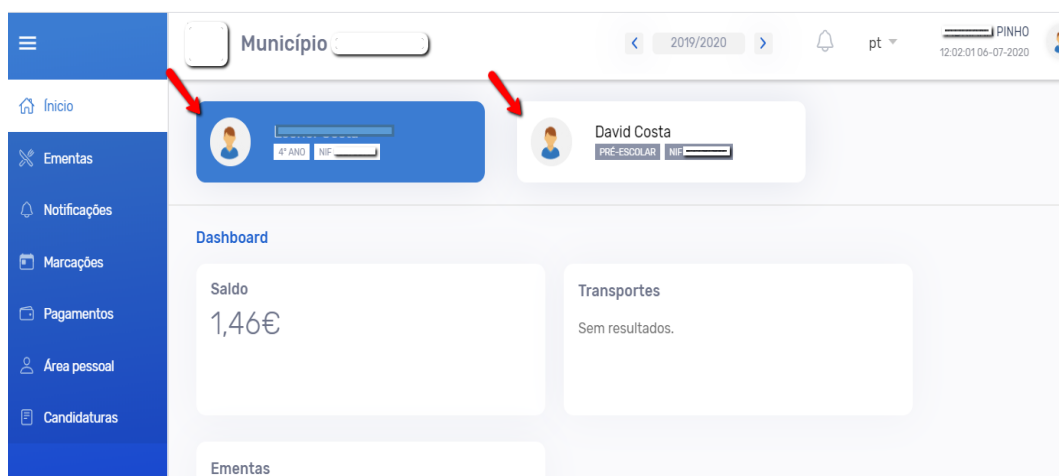 Município
2019/2020
pt
PINHO
12:02:01 06-07-2020
Ínicio
Ementas
Notificações
Marcações
Pagamentos
Área pessoal
Candidaturas
4º ANO NIF
David Costa
PRÉ-ESCOLAR NIF
Dashboard
Saldo
1,46€
Transportes
Sem resultados.
Ementas